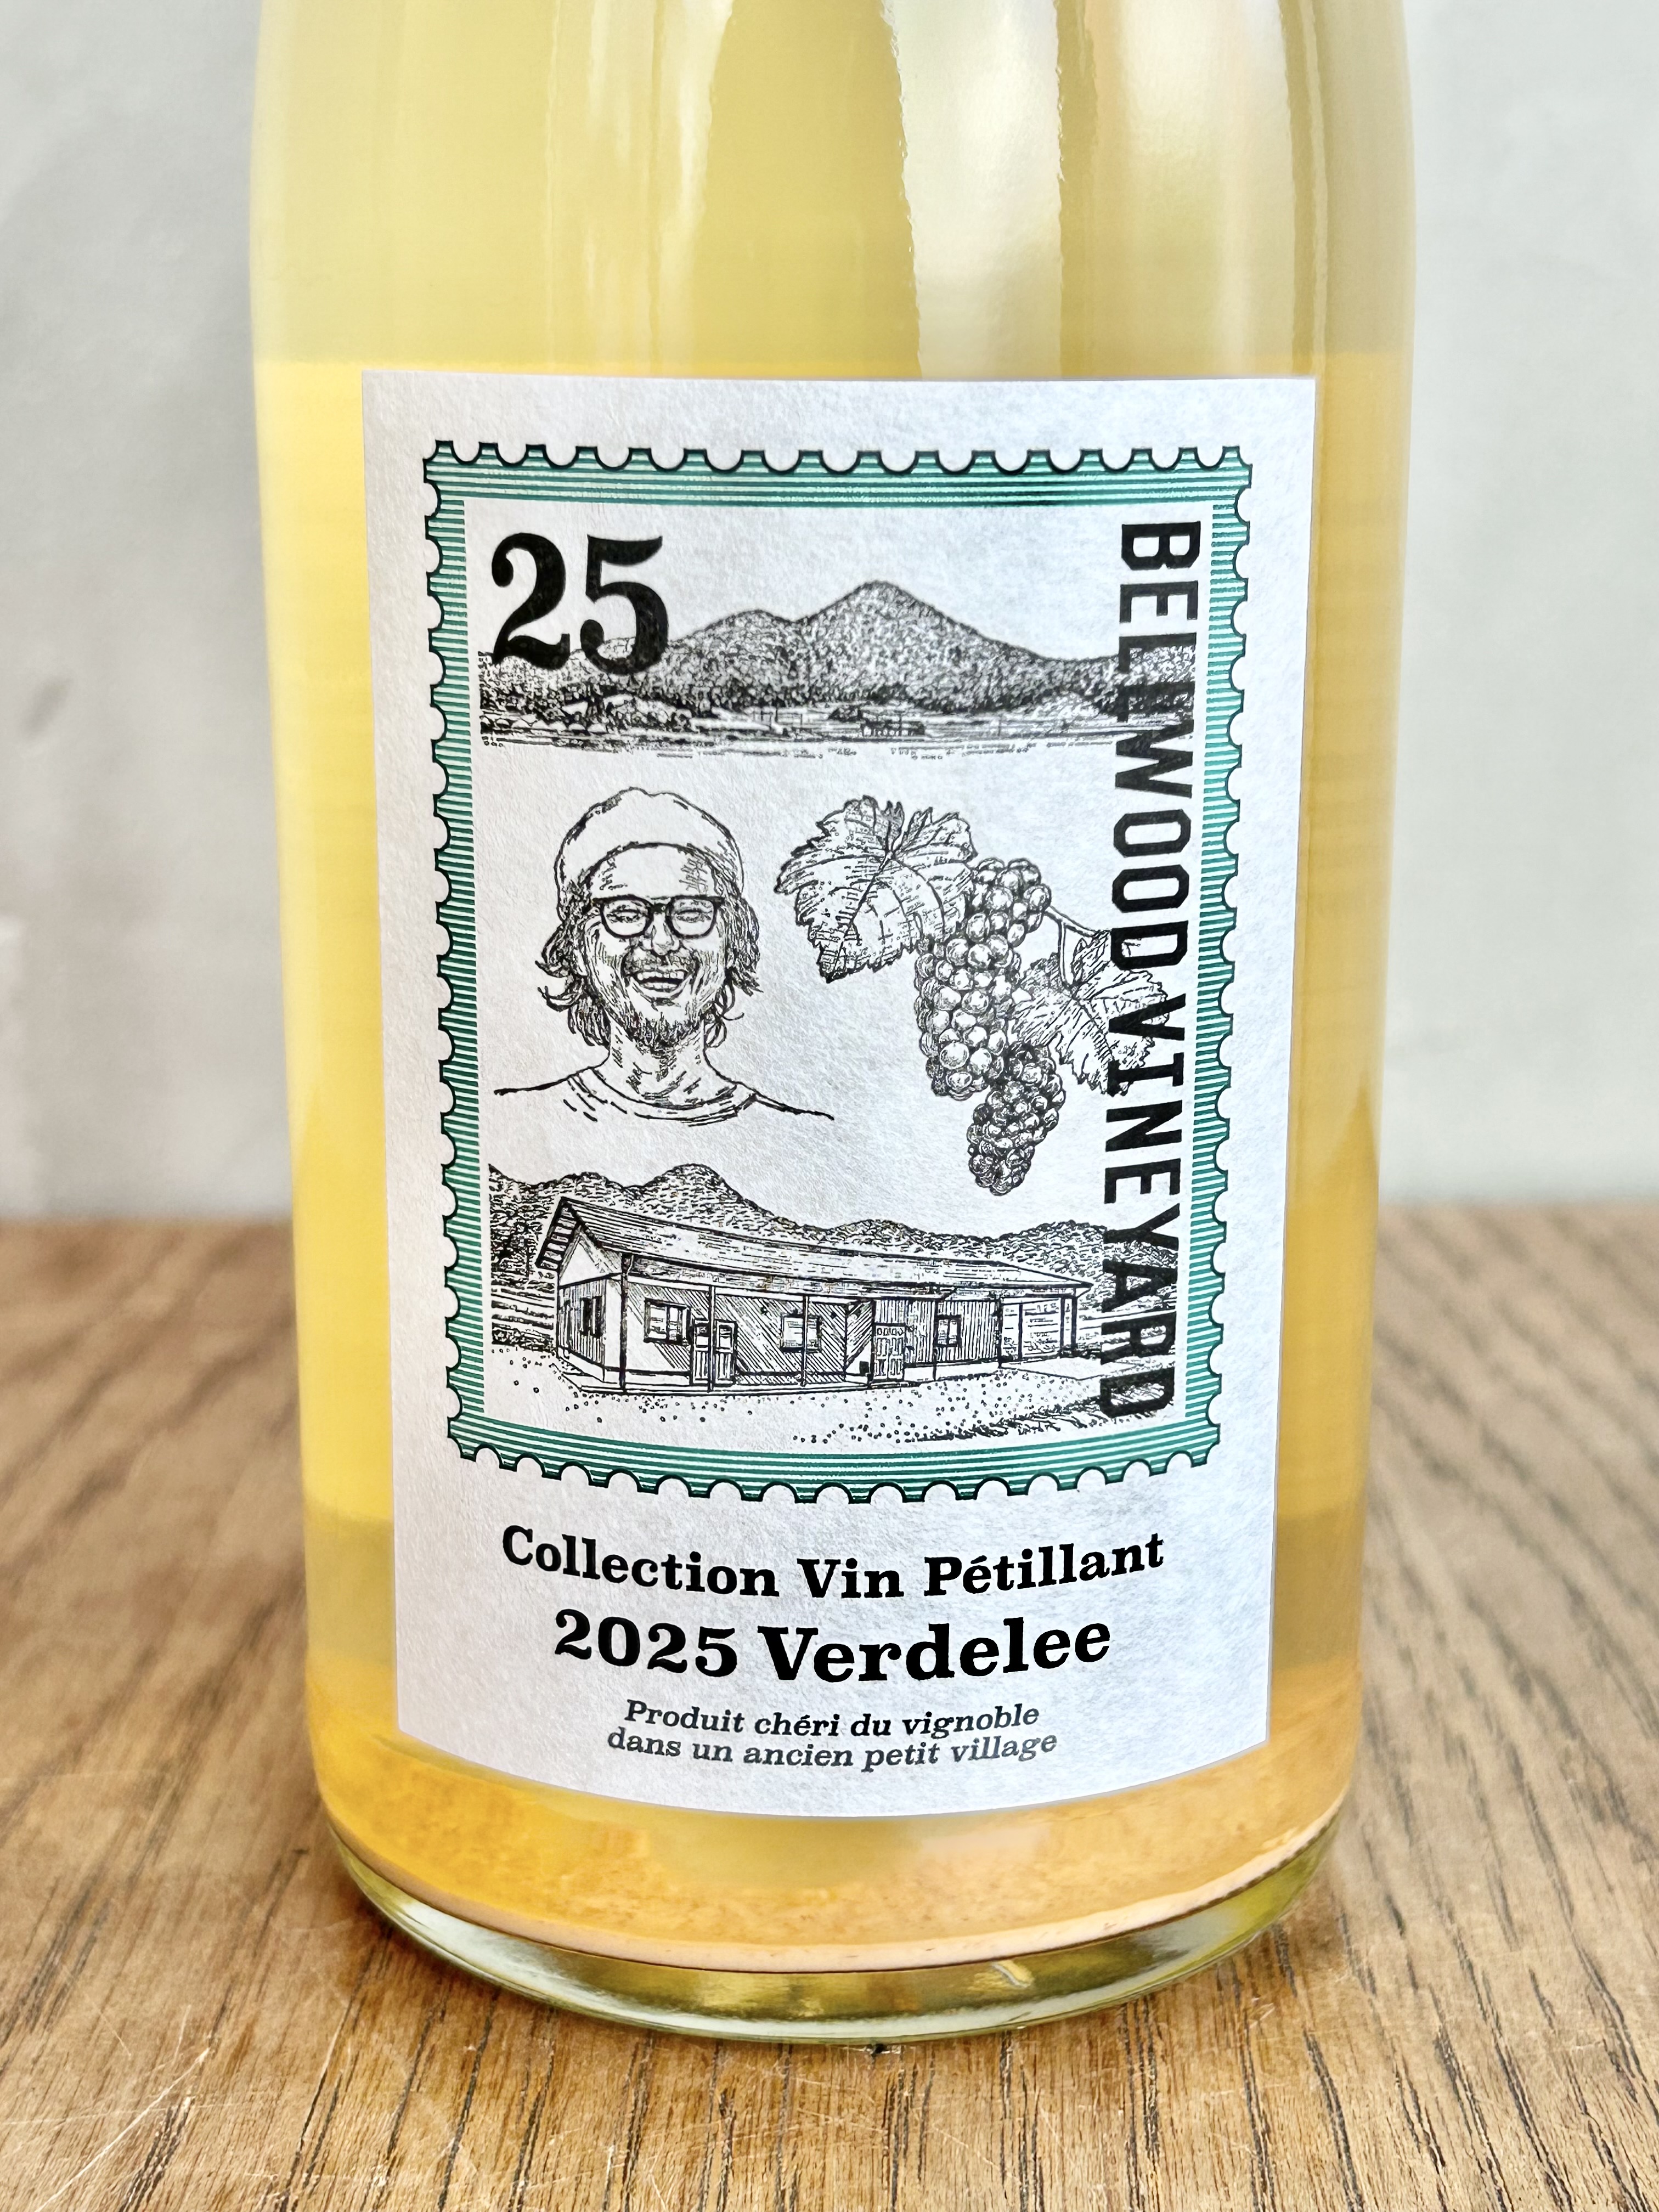 25
BELLWOOD VINEYARD
Collection Vin Pétillant
2025 Verdelee
Produit chéri du vignoble
dans un ancien petit village